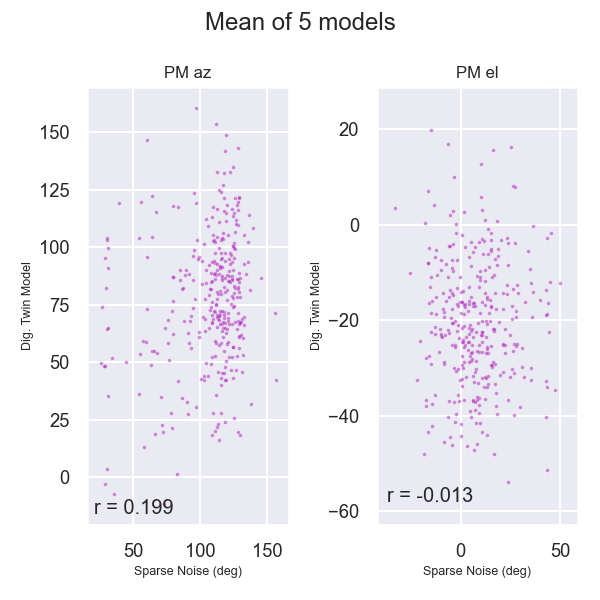 Mean of 5 models
PM az
Dig. Twin Model
150
125
100
75
50
25
0
r = 0.199
50 100 150
Sparse Noise (deg)
PM el
Dig. Twin Model
20
0
−20
−40
−60
r = -0.013
0 50
Sparse Noise (deg)